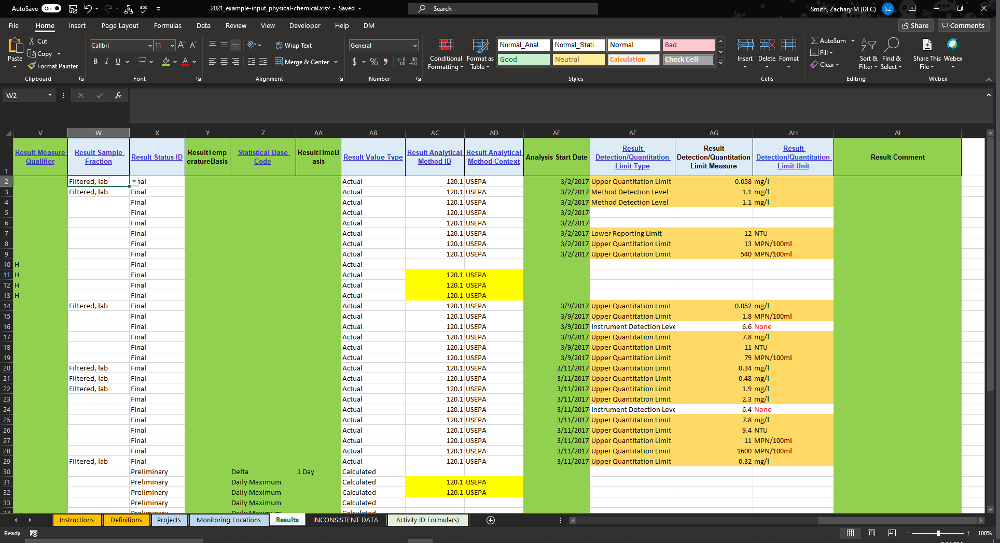 AutoSave On 2021_example-input_physical-chemical.xlsx - Saved Search Smith, Zachary M (DEC) SZ
File Home Insert Page Layout Formulas Data Review View Developer Help DM Share Comments
Paste Cut Copy Format Painter
Calibri 11
B I U A
Wrap Text
Merge & Center
General
$ %
Conditional Formatting
Format as Table
Normal_Anal... Normal_Stati... Normal Bad
Good Neutral Calculation Check Cell
Insert Delete Format
AutoSum
Fill
Clear
Sort & Filter
Find & Select
Share This File
Webex
Clipboard Font Alignment Number Styles Cells Editing Webex
W2 fx
V W X Y Z AA AB AC AD AE AF AG AH AI
1 Result Measure Qualifier Result Sample Fraction Result Status ID ResultTemperatureBasis Statistical Base Code ResultTimeBasis Result Value Type Result Analytical Method ID Result Analytical Method Context Analysis Start Date Result Detection/Quantitation Limit Type Result Detection/Quantitation Limit Measure Result Detection/Quantitation Limit Unit Result Comment
2 Filtered, lab nal Actual 120.1 USEPA 3/2/2017 Upper Quantitation Limit 0.058 mg/l
3 Filtered, lab Final Actual 120.1 USEPA 3/2/2017 Method Detection Level 1.1 mg/l
4 Final Actual 120.1 USEPA 3/2/2017 Method Detection Level 1.1 mg/l
5 Final Actual 120.1 USEPA 3/2/2017
6 Final Actual 120.1 USEPA 3/2/2017
7 Final Actual 120.1 USEPA 3/2/2017 Lower Reporting Limit 12 NTU
8 Final Actual 120.1 USEPA 3/2/2017 Upper Quantitation Limit 13 MPN/100ml
9 Final Actual 120.1 USEPA 3/2/2017 Upper Quantitation Limit 540 MPN/100ml
10 H Final Actual
11 H Final Actual 120.1 USEPA
12 H Final Actual 120.1 USEPA
13 H Final Actual 120.1 USEPA
14 Filtered, lab Final Actual 120.1 USEPA 3/9/2017 Upper Quantitation Limit 0.052 mg/l
15 Final Actual 120.1 USEPA 3/9/2017 Upper Quantitation Limit 1.8 MPN/100ml
16 Final Actual 120.1 USEPA 3/9/2017 Instrument Detection Leve 6.6 None
17 Final Actual 120.1 USEPA 3/9/2017 Upper Quantitation Limit 7.8 mg/l
18 Final Actual 120.1 USEPA 3/9/2017 Upper Quantitation Limit 11 NTU
19 Final Actual 120.1 USEPA 3/9/2017 Upper Quantitation Limit 79 MPN/100ml
20 Filtered, lab Final Actual 120.1 USEPA 3/11/2017 Upper Quantitation Limit 0.34 mg/l
21 Filtered, lab Final Actual 120.1 USEPA 3/11/2017 Upper Quantitation Limit 0.48 mg/l
22 Filtered, lab Final Actual 120.1 USEPA 3/11/2017 Upper Quantitation Limit 1.9 mg/l
23 Final Actual 120.1 USEPA 3/11/2017 Upper Quantitation Limit 2.3 mg/l
24 Final Actual 120.1 USEPA 3/11/2017 Instrument Detection Leve 6.4 None
25 Final Actual 120.1 USEPA 3/11/2017 Upper Quantitation Limit 7.8 mg/l
26 Final Actual 120.1 USEPA 3/11/2017 Upper Quantitation Limit 9.4 NTU
27 Final Actual 120.1 USEPA 3/11/2017 Upper Quantitation Limit 11 MPN/100ml
28 Final Actual 120.1 USEPA 3/11/2017 Upper Quantitation Limit 1600 MPN/100ml
29 Filtered, lab Final Actual 120.1 USEPA 3/11/2017 Upper Quantitation Limit 0.32 mg/l
30 Preliminary Delta 1 Day Calculated
31 Preliminary Daily Maximum Calculated 120.1 USEPA
32 Preliminary Daily Maximum Calculated 120.1 USEPA
33 Preliminary Daily Maximum Calculated
Instructions Definitions Projects Monitoring Locations Results INCONSISTENT DATA Activity ID Formula(s)
Ready 100%